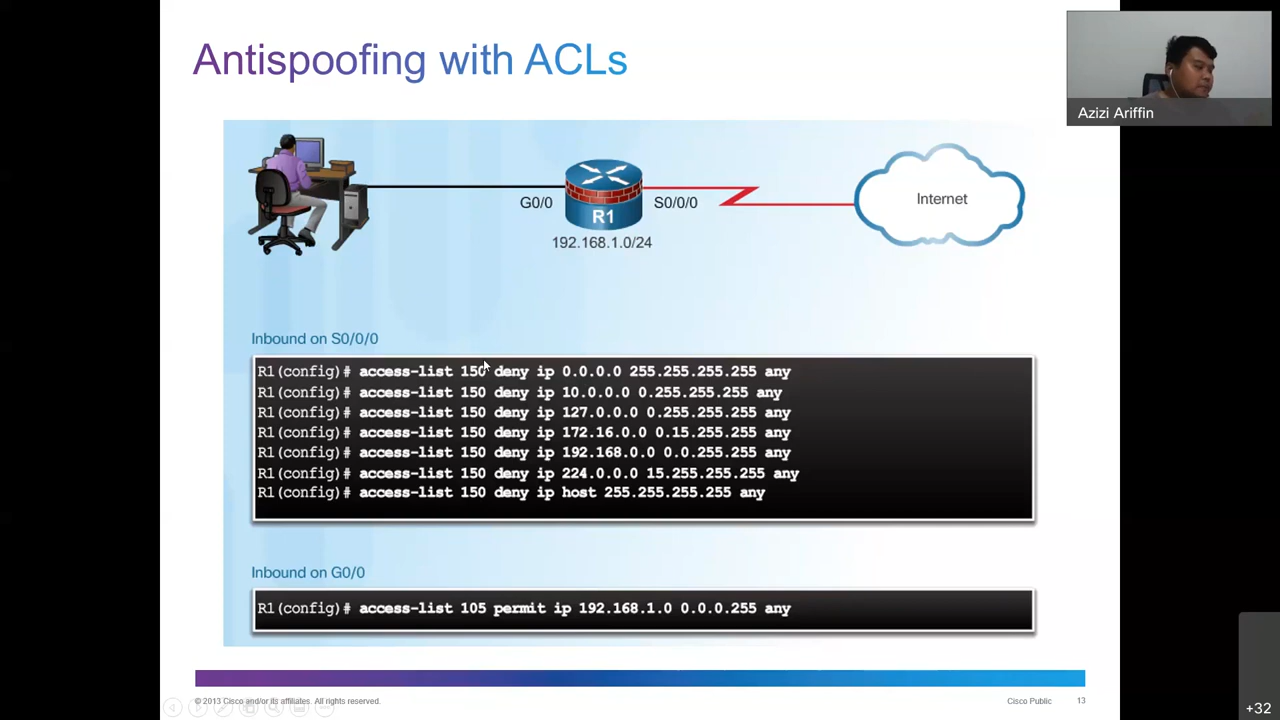 Antispoofing with ACLs
Azizi Ariffin
G0/0
R1
S0/0/0
Internet
192.168.1.0/24
Inbound on S0/0/0
R1(config)# access-list 150 deny ip 0.0.0.0 255.255.255.255 any
R1(config)# access-list 150 deny ip 10.0.0.0 0.255.255.255 any
R1(config)# access-list 150 deny ip 127.0.0.0 0.255.255.255 any
R1(config)# access-list 150 deny ip 172.16.0.0 0.15.255.255 any
R1(config)# access-list 150 deny ip 192.168.0.0 0.0.255.255 any
R1(config)# access-list 150 deny ip 224.0.0.0 15.255.255.255 any
R1(config)# access-list 150 deny ip host 255.255.255.255 any
Inbound on G0/0
R1(config)# access-list 105 permit ip 192.168.1.0 0.0.0.255 any
© 2013 Cisco and/or its affiliates. All rights reserved.
Cisco Public
13
+32